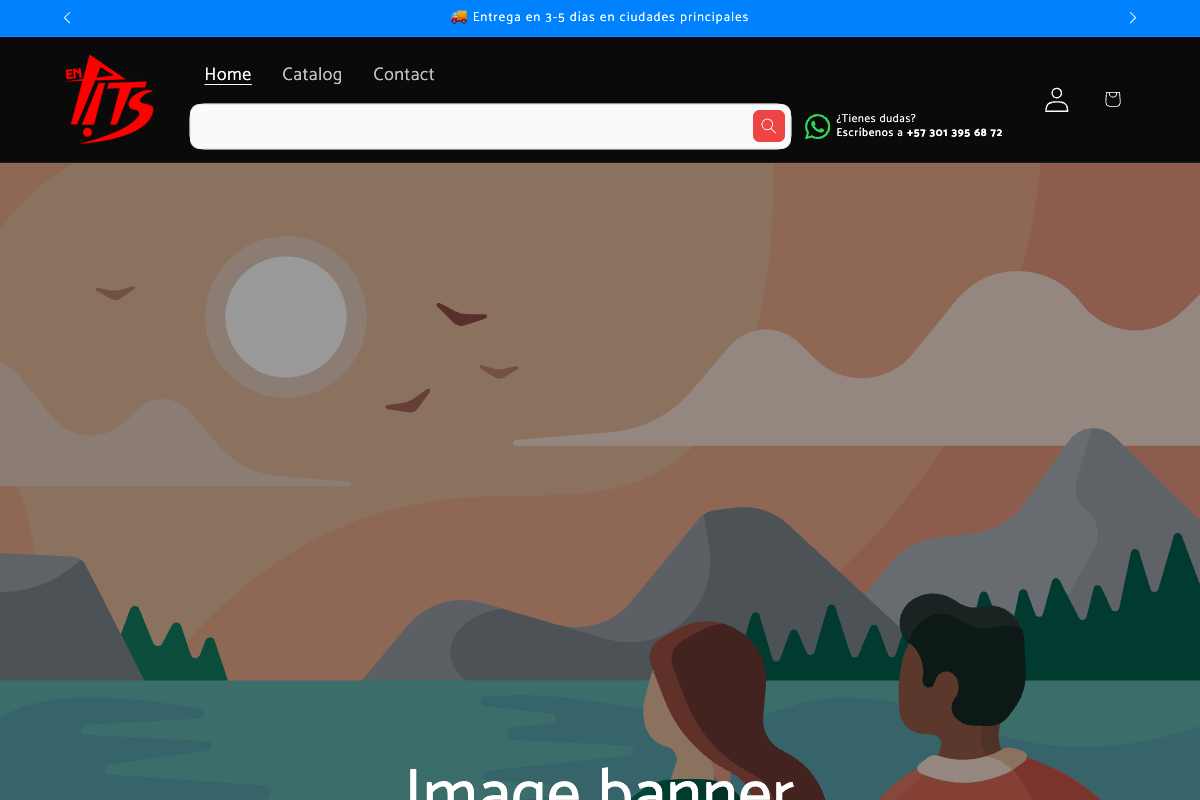 🚚 Entrega en 3-5 días en ciudades principales
EN
HITS
Home Catalog Contact
¿Tienes dudas?
Escríbenos a +57 301 395 68 72
Image banner